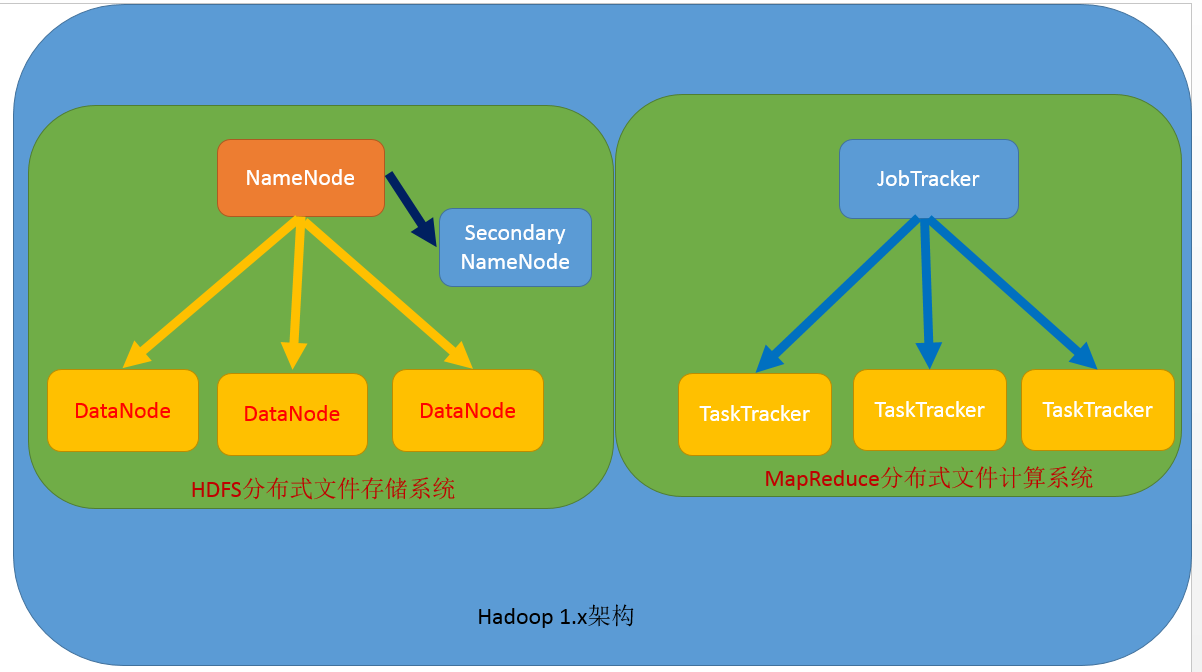 NameNode
Secondary
NameNode
DataNode
DataNode
DataNode
HDFS分布式文件存储系统
JobTracker
TaskTracker
TaskTracker
TaskTracker
MapReduce分布式文件计算系统
Hadoop 1.x架构